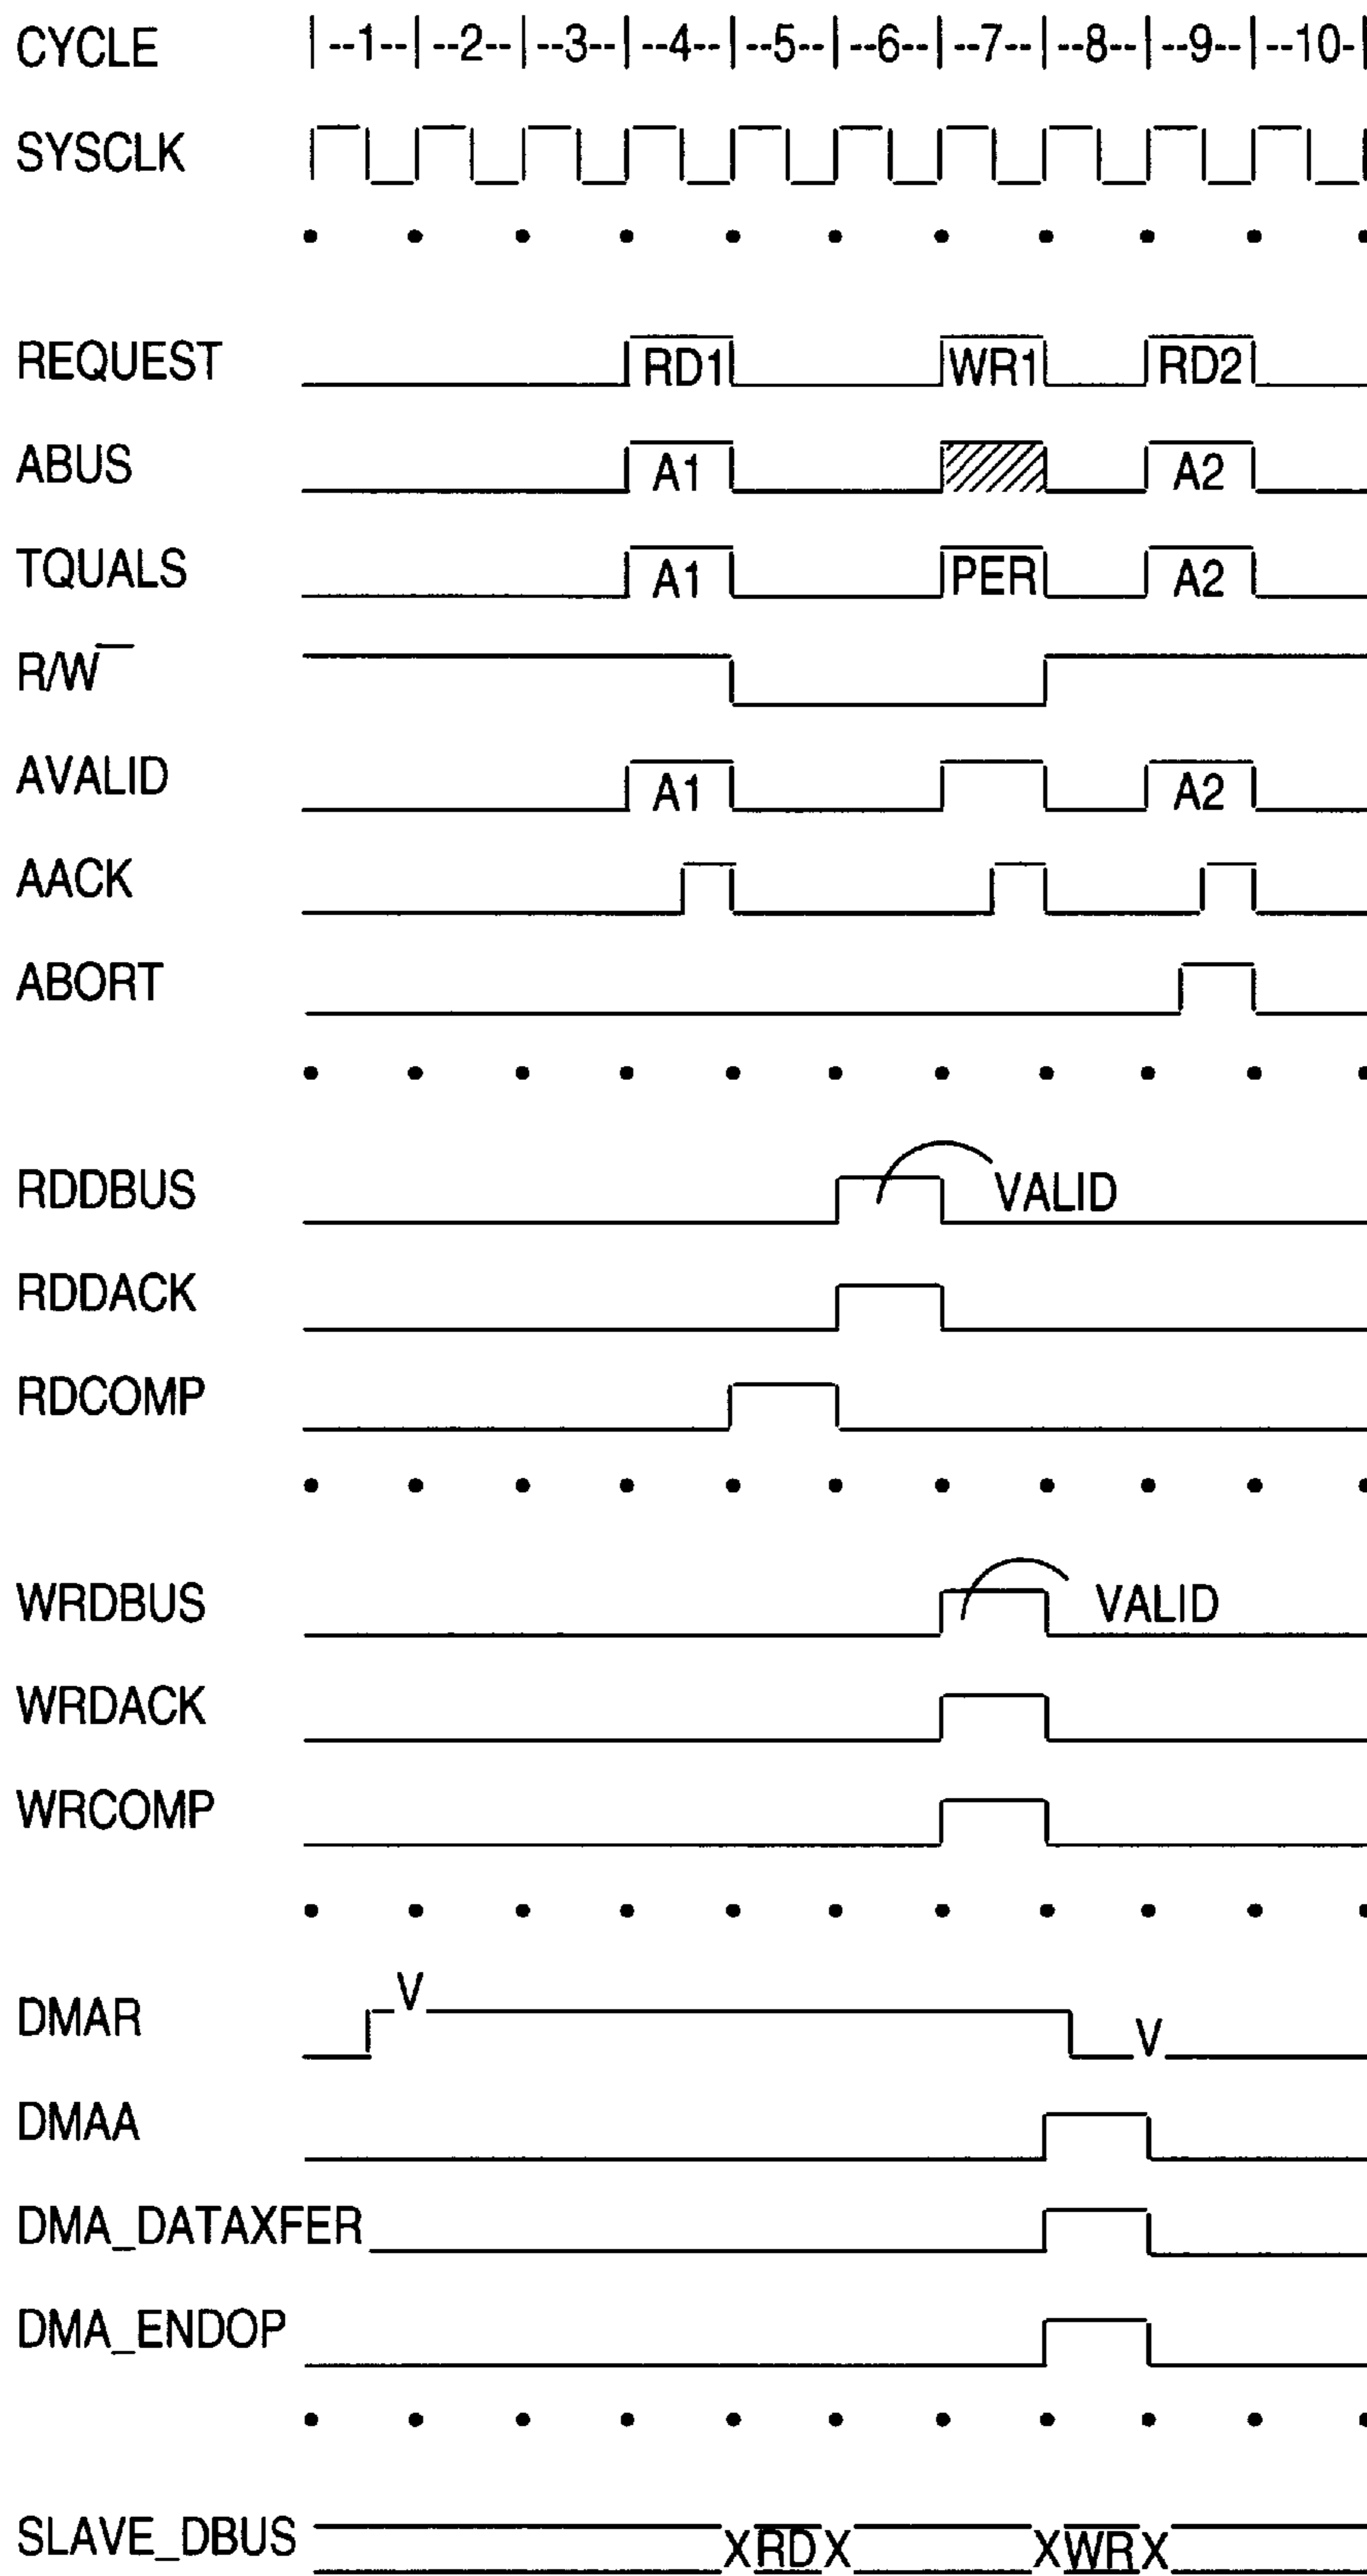 CYCLE |--1--|--2--|--3--|--4--|--5--|--6--|--7--|--8--|--9--|--10-|
SYSCLK
REQUEST RD1 WR1 RD2
ABUS A1 A2
TQUALS A1 PER A2
R/W̅
AVALID A1 A2
AACK
ABORT
RDDBUS VALID
RDDACK
RDCOMP
WRDBUS VALID
WRDACK
WRCOMP
DMAR V V
DMAA
DMA_DATAXFER
DMA_ENDOP
SLAVE_DBUS XRDX XWRX